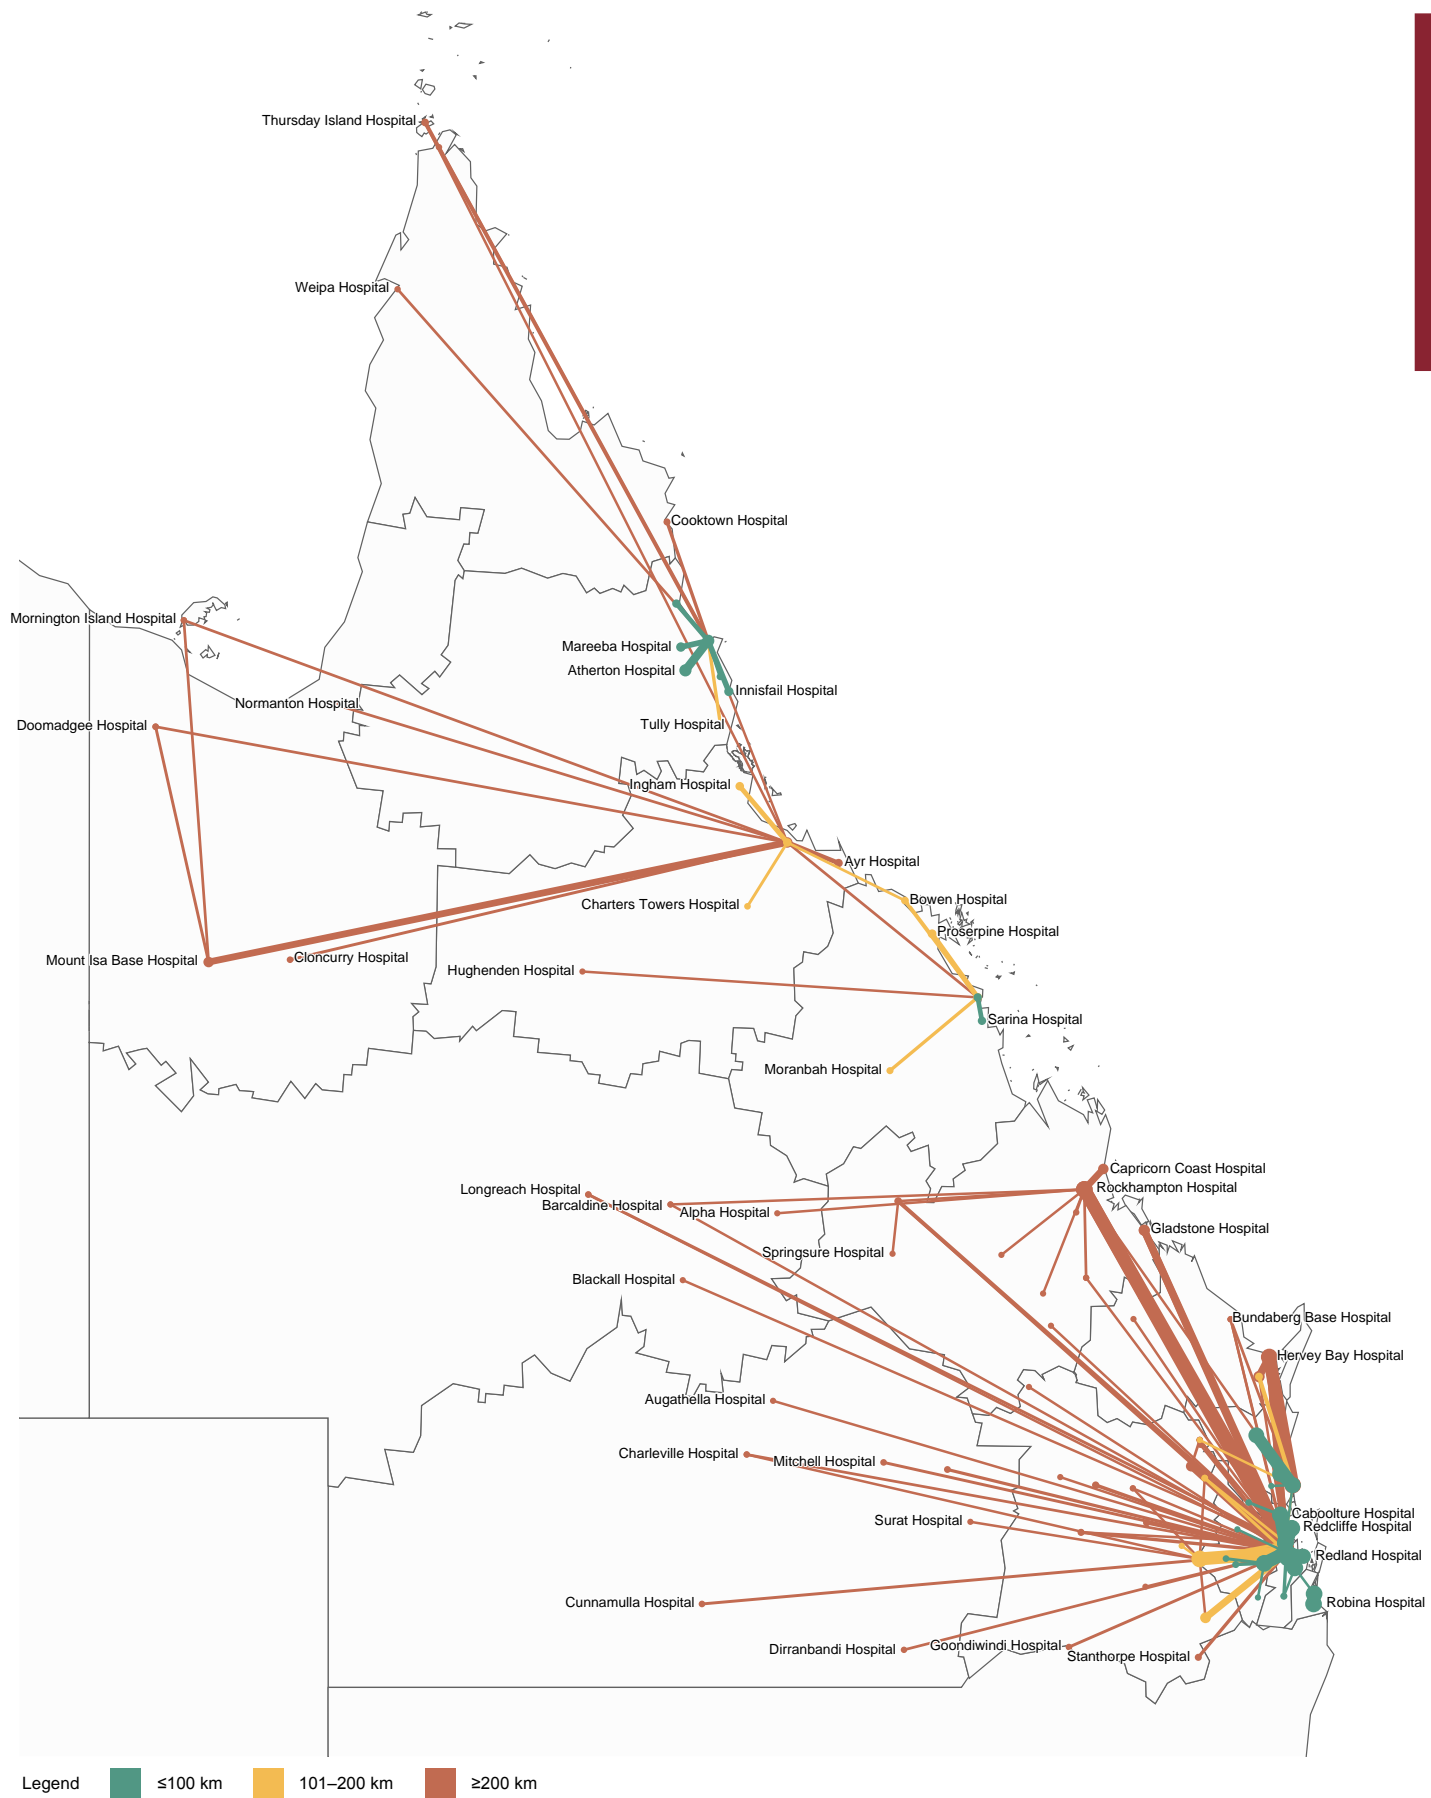 Thursday Island Hospital
Weipa Hospital
Cooktown Hospital
Mornington Island Hospital
Mareeba Hospital
Atherton Hospital
Innisfail Hospital
Normanton Hospital
Doomadgee Hospital
Tully Hospital
Ingham Hospital
Ayr Hospital
Bowen Hospital
Charters Towers Hospital
Proserpine Hospital
Mount Isa Base Hospital
Cloncurry Hospital
Hughenden Hospital
Sarina Hospital
Moranbah Hospital
Capricorn Coast Hospital
Rockhampton Hospital
Longreach Hospital
Barcaldine Hospital
Alpha Hospital
Gladstone Hospital
Springsure Hospital
Blackall Hospital
Bundaberg Base Hospital
Hervey Bay Hospital
Augathella Hospital
Charleville Hospital
Mitchell Hospital
Caboolture Hospital
Surat Hospital
Redcliffe Hospital
Redland Hospital
Cunnamulla Hospital
Robina Hospital
Dirranbandi Hospital
Goondiwindi Hospital
Stanthorpe Hospital
Legend
≤100 km
101–200 km
≥200 km